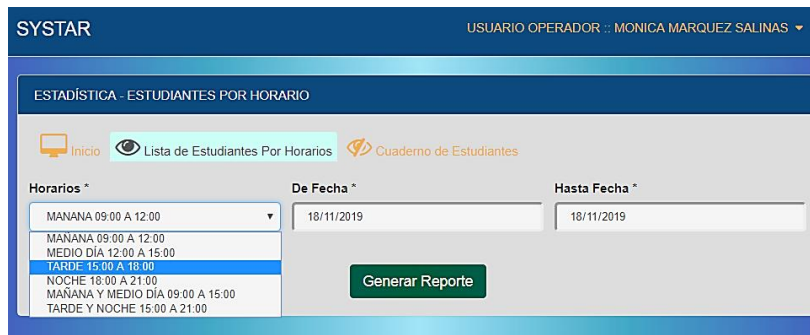 SYSTAR
USUARIO OPERADOR :: MONICA MARQUEZ SALINAS
ESTADÍSTICA - ESTUDIANTES POR HORARIO
Inicio Lista de Estudiantes Por Horarios Cuaderno de Estudiantes
Horarios * De Fecha * Hasta Fecha *
MAÑANA 09:00 A 12:00 18/11/2019 18/11/2019
MAÑANA 09:00 A 12:00
MEDIO DÍA 12:00 A 15:00
TARDE 15:00 A 18:00
NOCHE 18:00 A 21:00
MAÑANA Y MEDIO DÍA 09:00 A 15:00
TARDE Y NOCHE 15:00 A 21:00
Generar Reporte